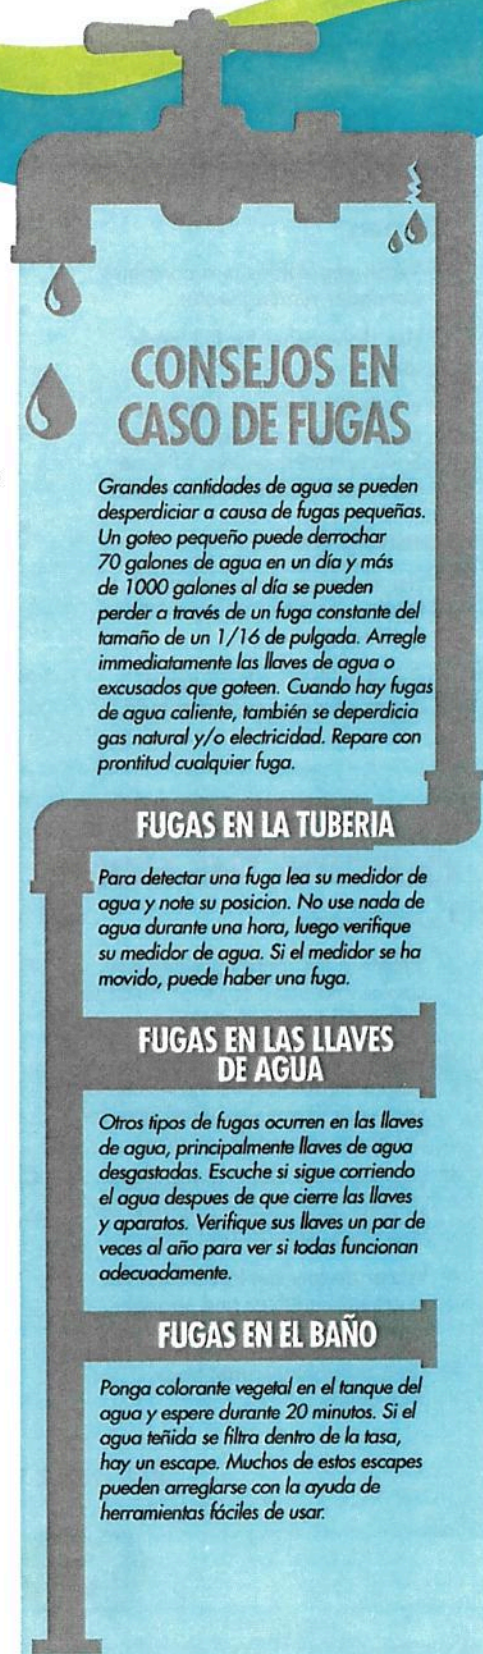 CONSEJOS EN
CASO DE FUGAS
Grandes cantidades de agua se pueden
desperdiciar a causa de fugas pequeñas.
Un goteo pequeño puede derrochar
70 galones de agua en un día y más
de 1000 galones al día se pueden
perder a través de un fuga constante del
tamaño de un 1/16 de pulgada. Arregle
immediatamente las llaves de agua o
excusados que goteen. Cuando hay fugas
de agua caliente, también se deperdicia
gas natural y/o electricidad. Repare con
prontitud cualquier fuga.
FUGAS EN LA TUBERIA
Para detectar una fuga lea su medidor de
agua y note su posicion. No use nada de
agua durante una hora, luego verifique
su medidor de agua. Si el medidor se ha
movido, puede haber una fuga.
FUGAS EN LAS LLAVES
DE AGUA
Otros tipos de fugas ocurren en las llaves
de agua, principalmente llaves de agua
desgastadas. Escuche si sigue corriendo
el agua despues de que cierre las llaves
y aparatos. Verifique sus llaves un par de
veces al año para ver si todas funcionan
adecuadamente.
FUGAS EN EL BAÑO
Ponga colorante vegetal en el tanque del
agua y espere durante 20 minutos. Si el
agua teñida se filtra dentro de la tasa,
hay un escape. Muchos de estos escapes
pueden arreglarse con la ayuda de
herramientas fáciles de usar.